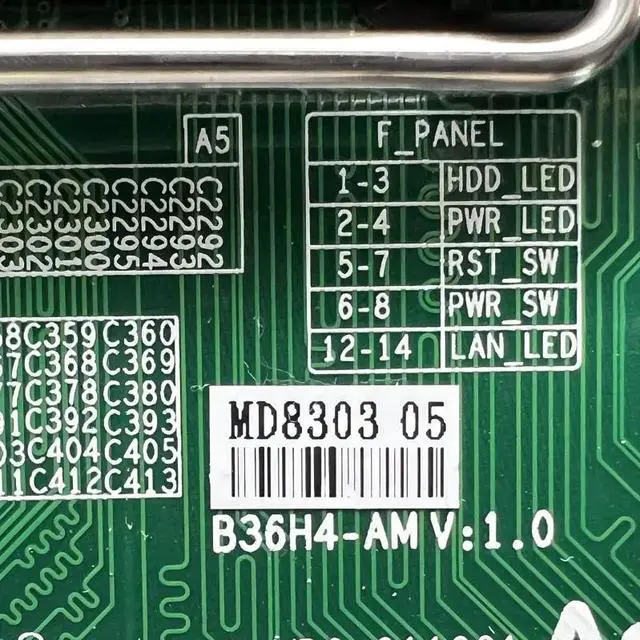 A5
F_PANEL
1-3 HDD_LED
2-4 PWR_LED
5-7 RST_SW
6-8 PWR_SW
12-14 LAN_LED
C2302 C2301 C2300 C2295 C2294 C2293 C2292
C359 C360
C368 C369
C378 C380
C392 C393
C404 C405
C412 C413
MD8303 05
B36H4-AM V:1.0